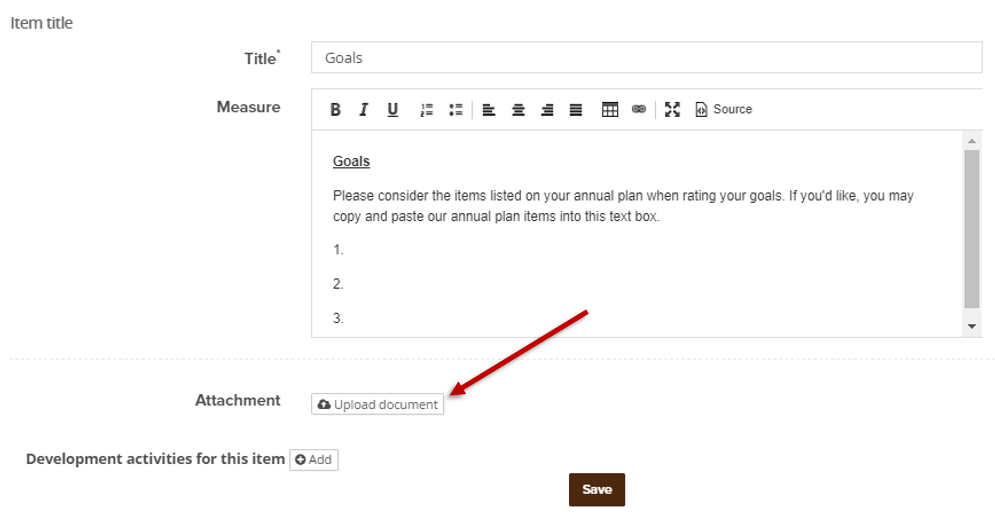 Item title
Title*
Goals
Measure
B I U Source
Goals
Please consider the items listed on your annual plan when rating your goals. If you'd like, you may
copy and paste our annual plan items into this text box.
1.
2.
3.
Attachment
Upload document
Development activities for this item
Add
Save